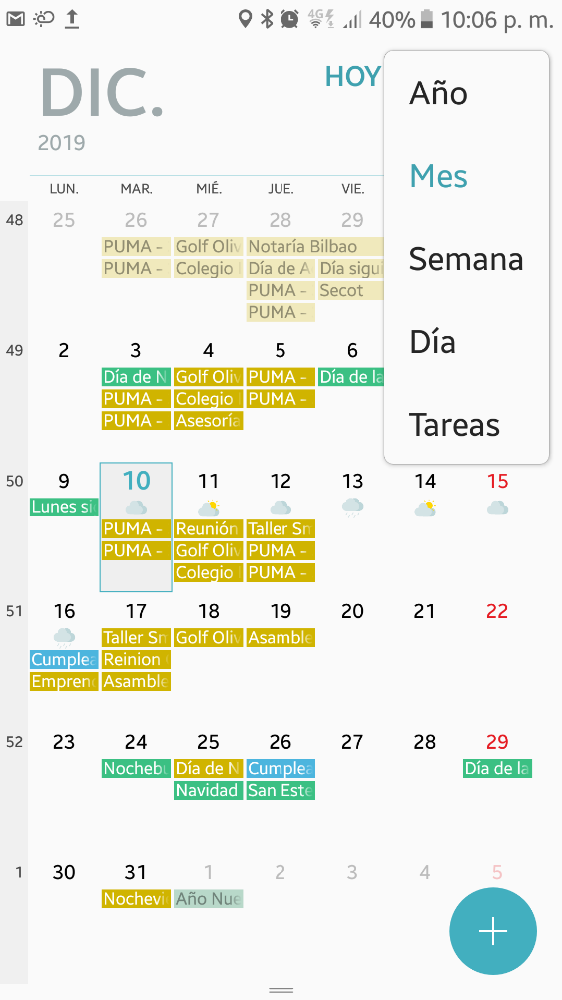 4G 40% 10:06 p. m.
DIC.
2019
HOY
Año
Mes
Semana
Día
Tareas
LUN. MAR. MIÉ. JUE. VIE.
48 25 26 27 28 29
PUMA - Golf Oliv Notaría Bilbao
PUMA - Colegio Día de A Día sigui
PUMA - Secot
PUMA -
49 2 3 4 5 6
Día de N Golf Oliv PUMA - Día de la
PUMA - Colegio PUMA -
PUMA - Asesoría
50 9 10 11 12 13 14 15
Lunes si
PUMA - Reunión Taller Sm
PUMA - Golf Oliv PUMA -
Colegio PUMA -
51 16 17 18 19 20 21 22
Taller Sm Golf Oliv Asamble
Cumplea Reinion
Empren Asamble
52 23 24 25 26 27 28 29
Nochebu Día de N Cumplea Día de la
Navidad San Este
1 30 31 1 2 3 4 5
Nochevi Año Nue